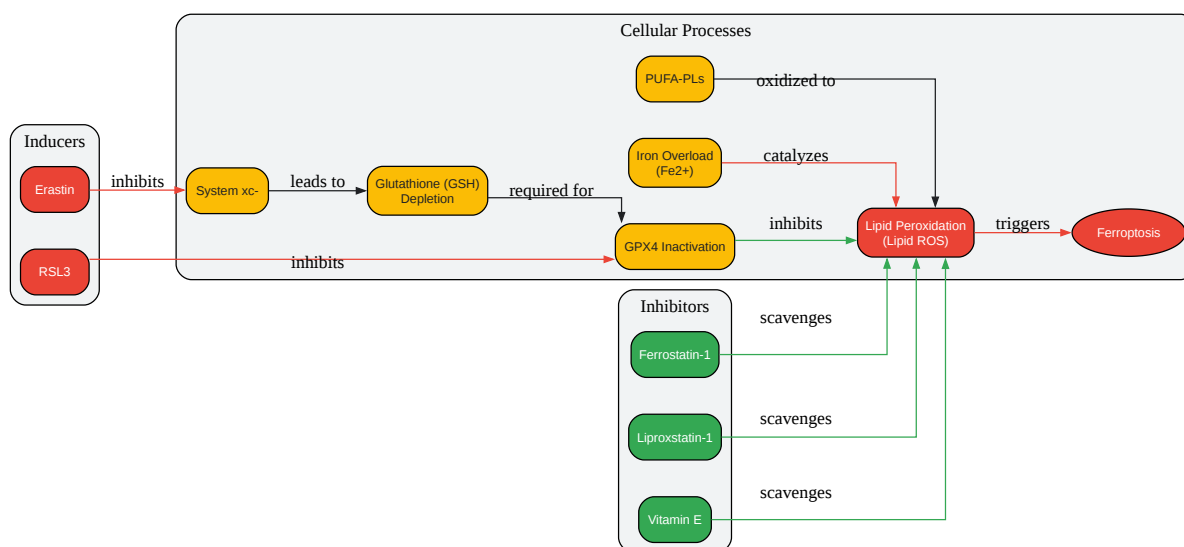 Cellular Processes
PUFA-PLs
oxidized to
Inducers
Iron Overload
(Fe2+)
catalyzes
Erastin
inhibits
System xc-
leads to
Glutathione (GSH)
Depletion
required for
GPX4 Inactivation
inhibits
Lipid Peroxidation
(Lipid ROS)
triggers
Ferroptosis
RSL3
inhibits
Inhibitors
scavenges
Ferrostatin-1
scavenges
Liproxstatin-1
scavenges
Vitamin E